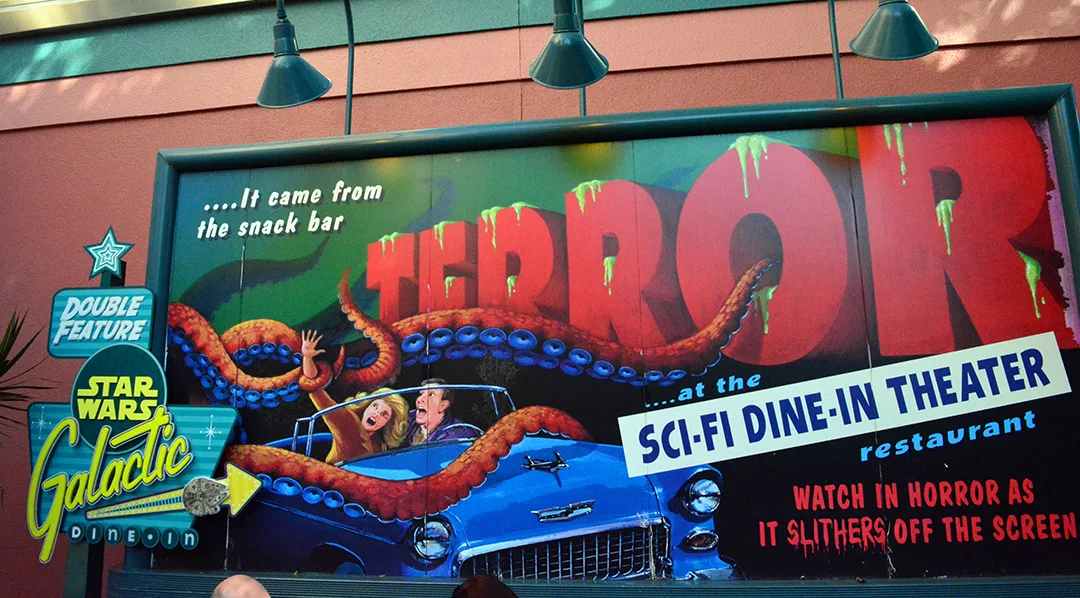 ....It came from
the snack bar
TERROR
....at the
SCI-FI DINE-IN THEATER
restaurant
WATCH IN HORROR AS
IT SLITHERS OFF THE SCREEN
DOUBLE
FEATURE
STAR
WARS
Galactic
DINE-IN